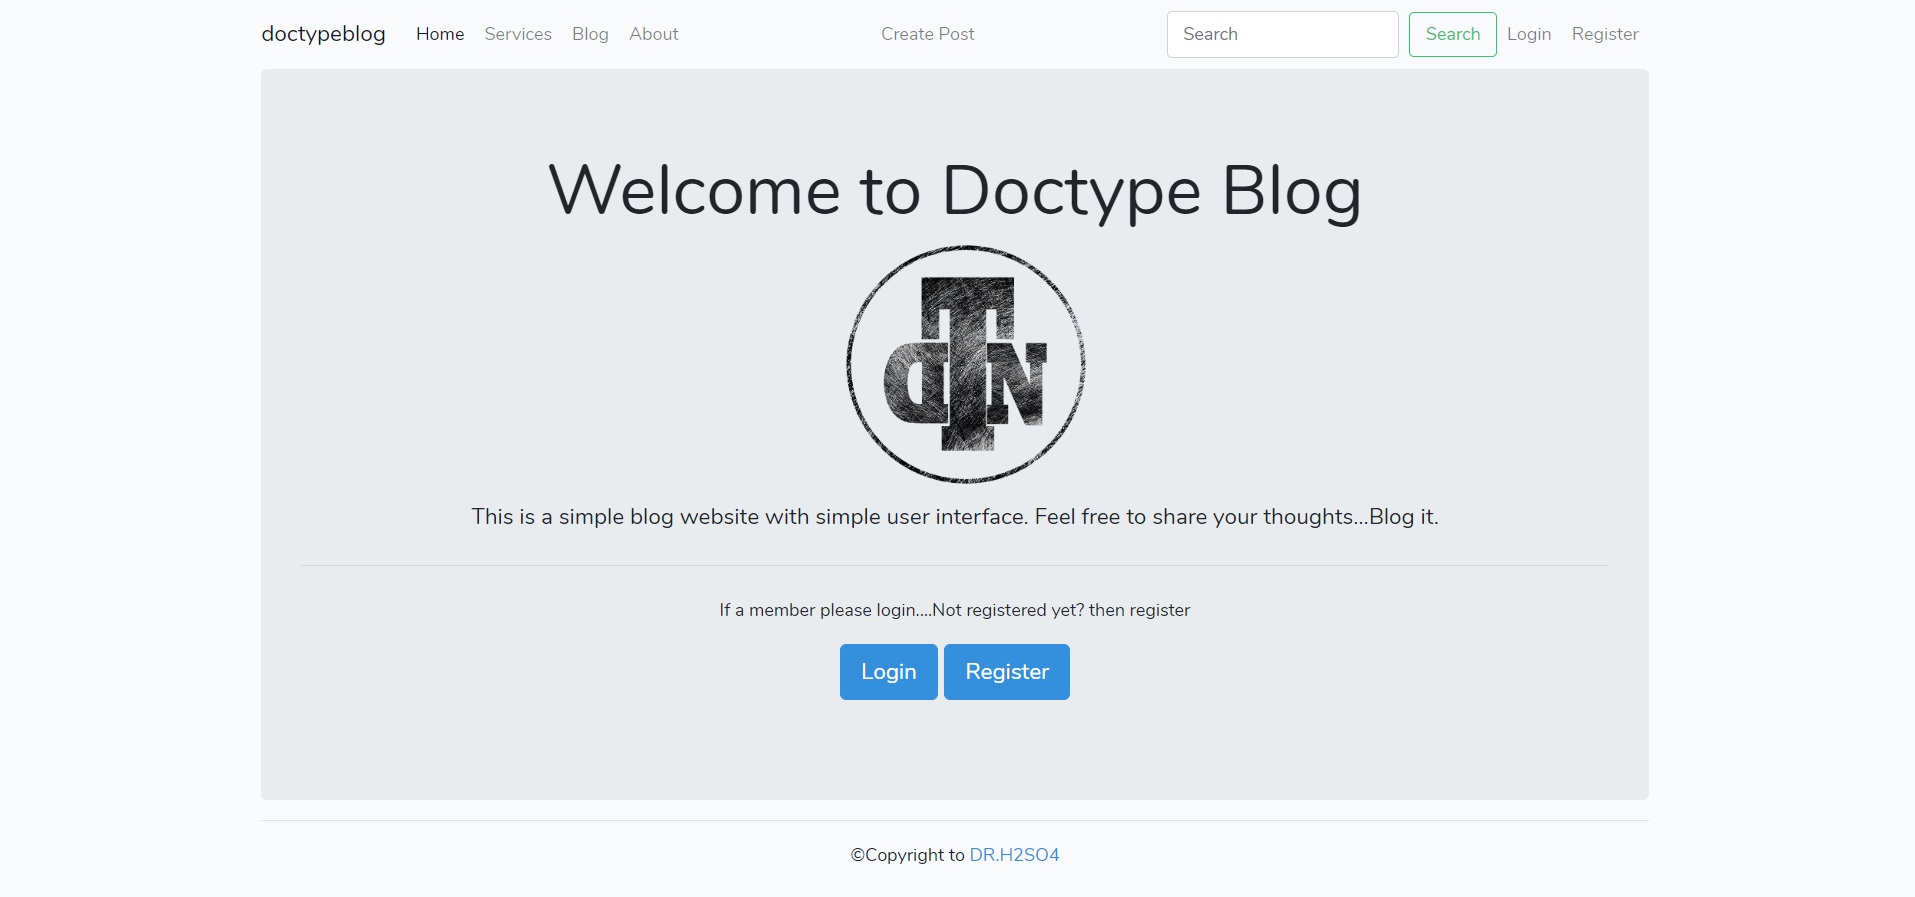 doctypeblog Home Services Blog About Create Post Search Search Login Register
Welcome to Doctype Blog
T
DIN
This is a simple blog website with simple user interface. Feel free to share your thoughts...Blog it.
If a member please login....Not registered yet? then register
Login Register
©Copyright to DR.H2SO4